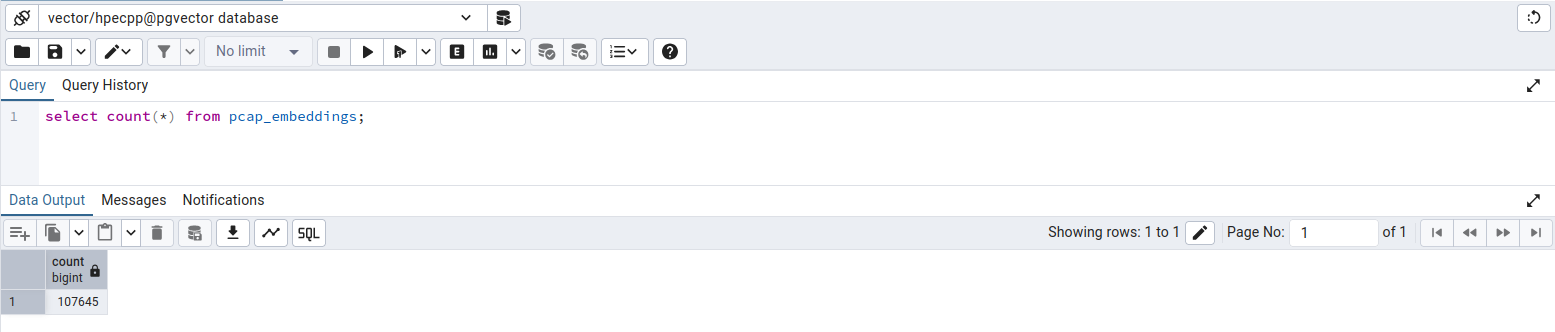 vector/hpecpp@pgvector database
No limit
E
Query Query History
1 select count(*) from pcap_embeddings;
Data Output Messages Notifications
SQL Showing rows: 1 to 1 Page No: 1 of 1
count
bigint
1 107645